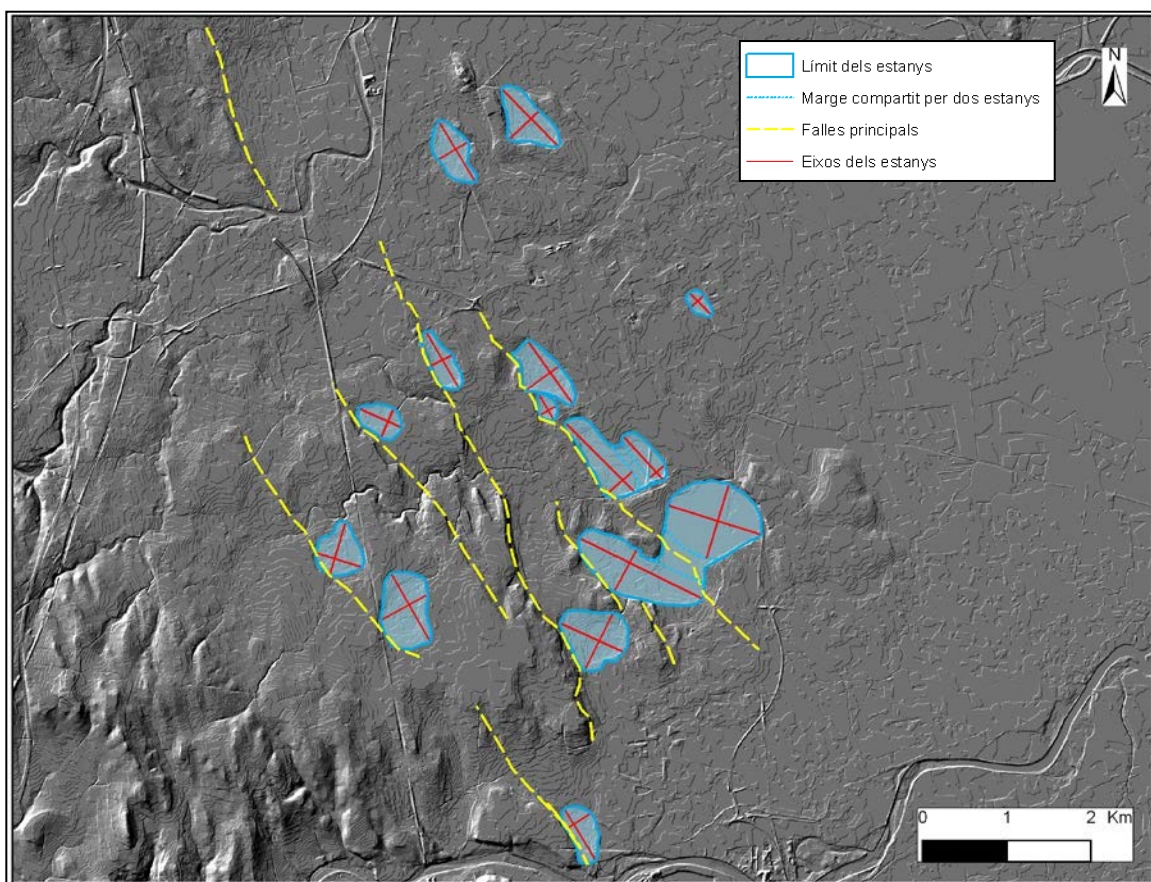 Límit dels estanys
Marge compartit per dos estanys
Falles principals
Eixos dels estanys
N
0 1 2 Km